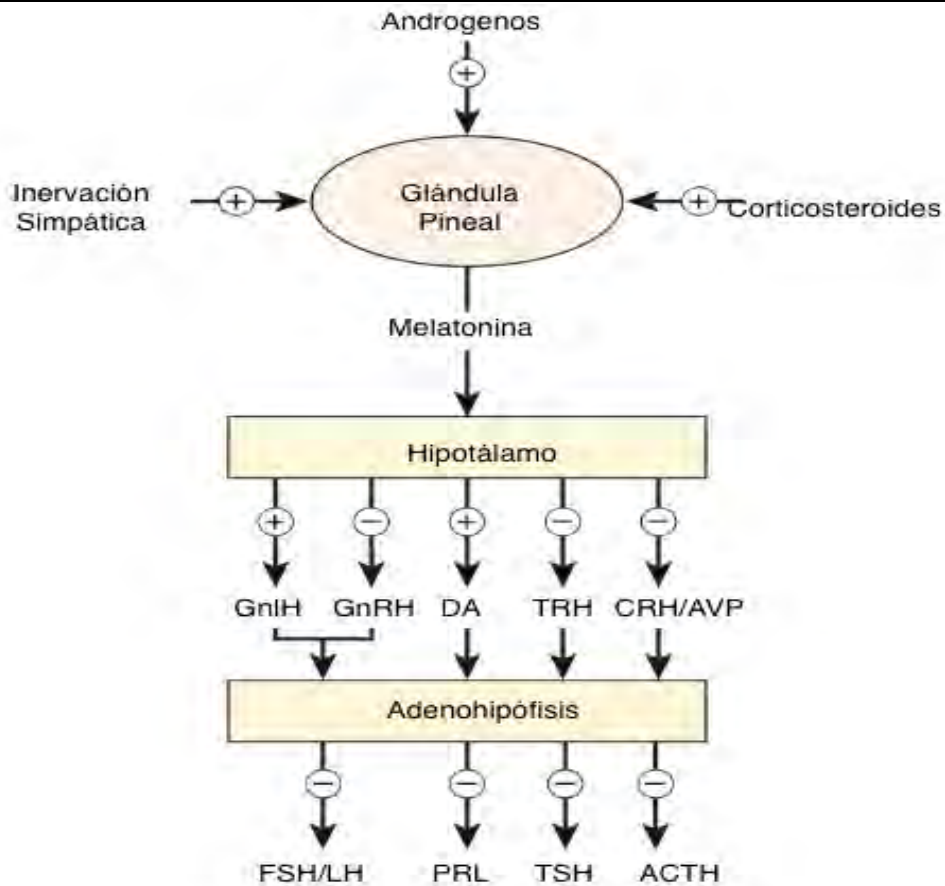 Androgenos
+
Inervación
Simpática
+
Glándula
Pineal
+
Corticosteroides
Melatonina
Hipotálamo
+ − + − −
GnIH GnRH DA TRH CRH/AVP
Adenohipófisis
− − − −
FSH/LH PRL TSH ACTH